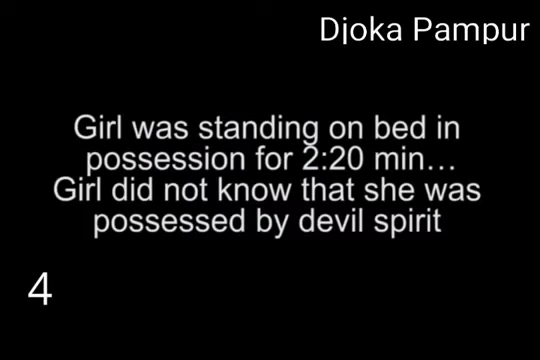 Djoka Pampur
Girl was standing on bed in
possession for 2:20 min...
Girl did not know that she was
possessed by devil spirit
4